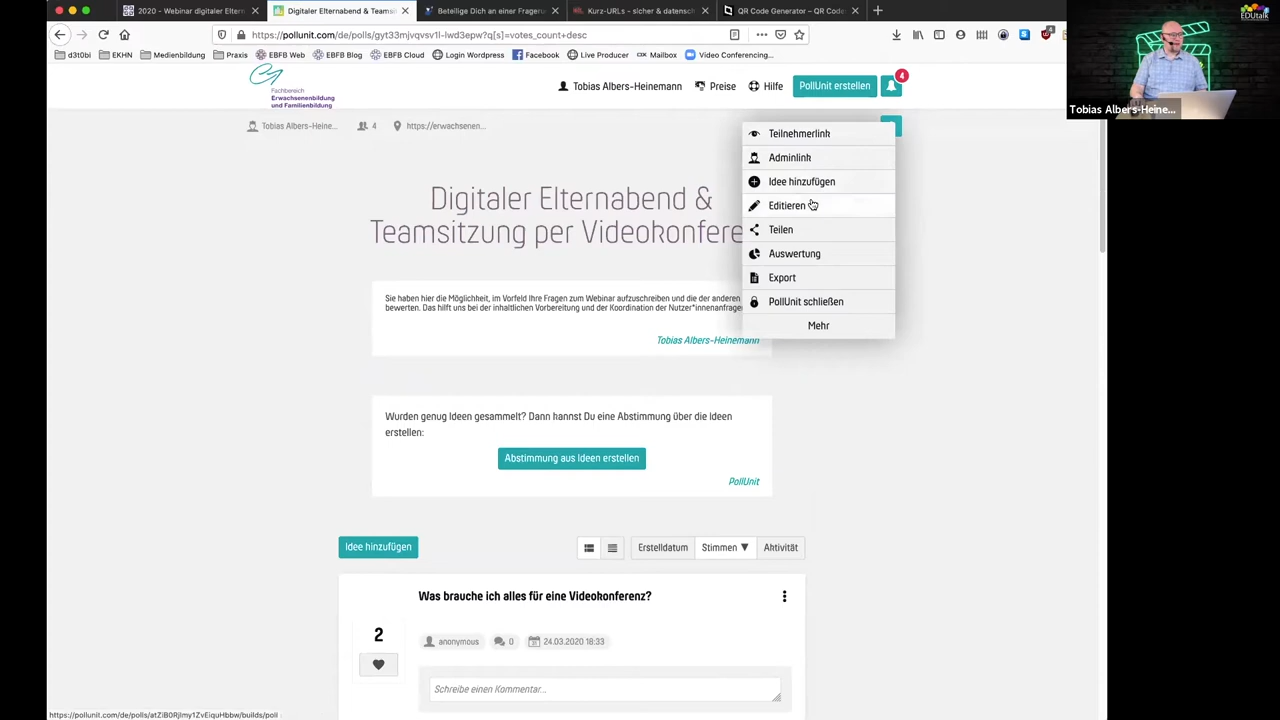 2020 - Webinar digitaler Eltern
Digitaler Elternabend & Teamsi
Beteilige Dich an einer Fragerun
Kurz-URLs - sicher & datensch
QR Code Generator – QR Code
https://pollunit.com/de/polls/gyt33mjvqvsv1l-lwd3epw?q[s]=votes_count+desc
d3t0bi
EKHN
Medienbildung
Praxis
EBFB Web
EBFB Blog
EBFB Cloud
Login Wordpress
Facebook
Live Producer
Mailbox
Video Conferencing...
EDUtalk
Tobias Albers-Heine...
Fachbereich
Erwachsenenbildung
und Familienbildung
Tobias Albers-Heinemann
Preise
Hilfe
PollUnit erstellen
4
Tobias Albers-Heine...
4
https://erwachsenen...
Teilnehmerlink
Adminlink
Idee hinzufügen
Editieren
Teilen
Auswertung
Export
PollUnit schließen
Mehr
Digitaler Elternabend &
Teamsitzung per Videokonfere
Sie haben hier die Möglichkeit, im Vorfeld Ihre Fragen zum Webinar aufzuschreiben und die der anderen
bewerten. Das hilft uns bei der inhaltlichen Vorbereitung und der Koordination der Nutzer*innenanfragen
Tobias Albers-Heinemann
Wurden genug Ideen gesammelt? Dann kannst Du eine Abstimmung über die Ideen
erstellen:
Abstimmung aus Ideen erstellen
PollUnit
Idee hinzufügen
Erstelldatum
Stimmen ▼
Aktivität
Was brauche ich alles für eine Videokonferenz?
2
anonymous
0
24.03.2020 18:33
Schreibe einen Kommentar...